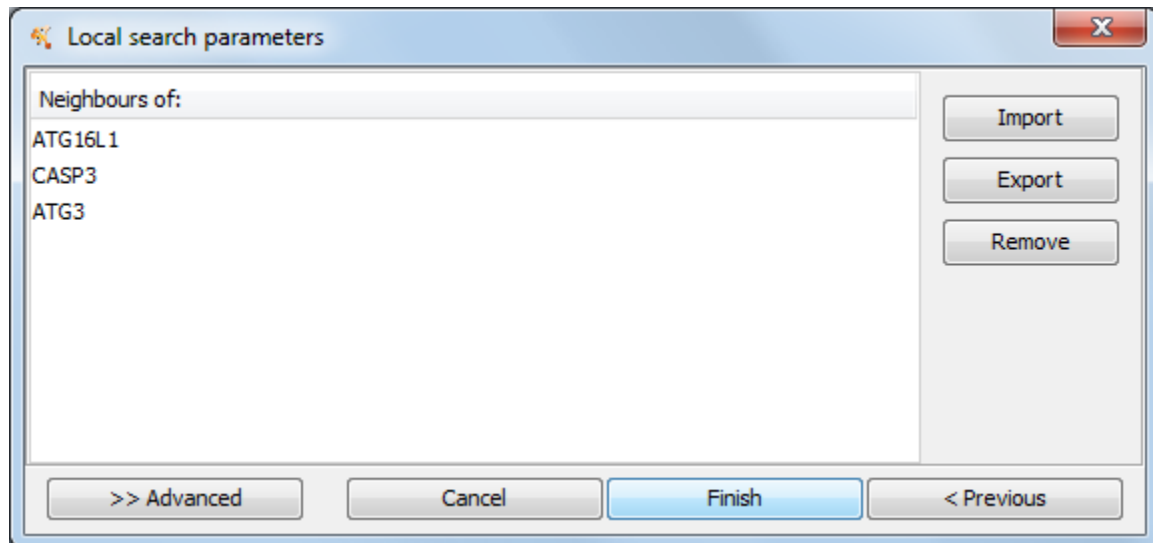 Local search parameters
Neighbours of:
ATG16L1
CASP3
ATG3
Import
Export
Remove
>> Advanced
Cancel
Finish
< Previous